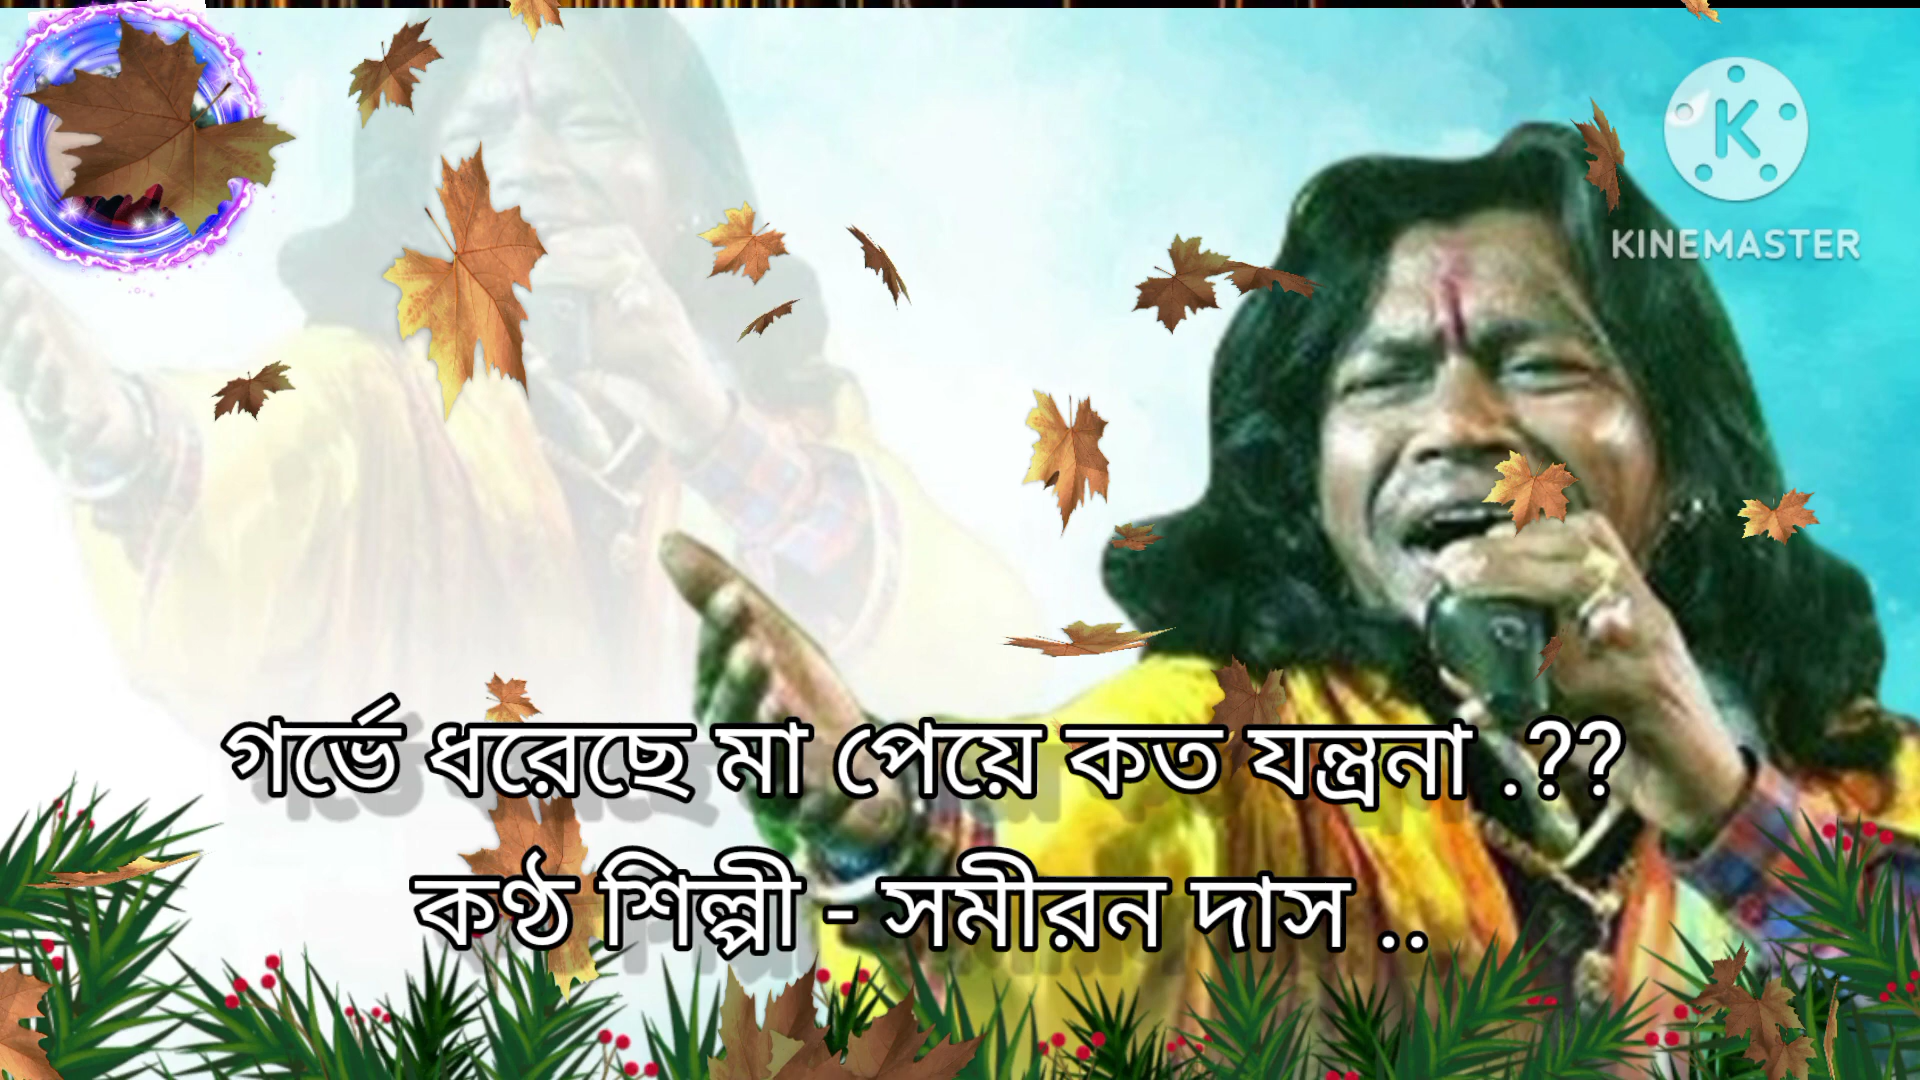 KINEMASTER
গর্ভে ধরেছে মা পেয়ে কত যন্ত্রনা .??
কণ্ঠ শিল্পী - সমীরন দাস ..